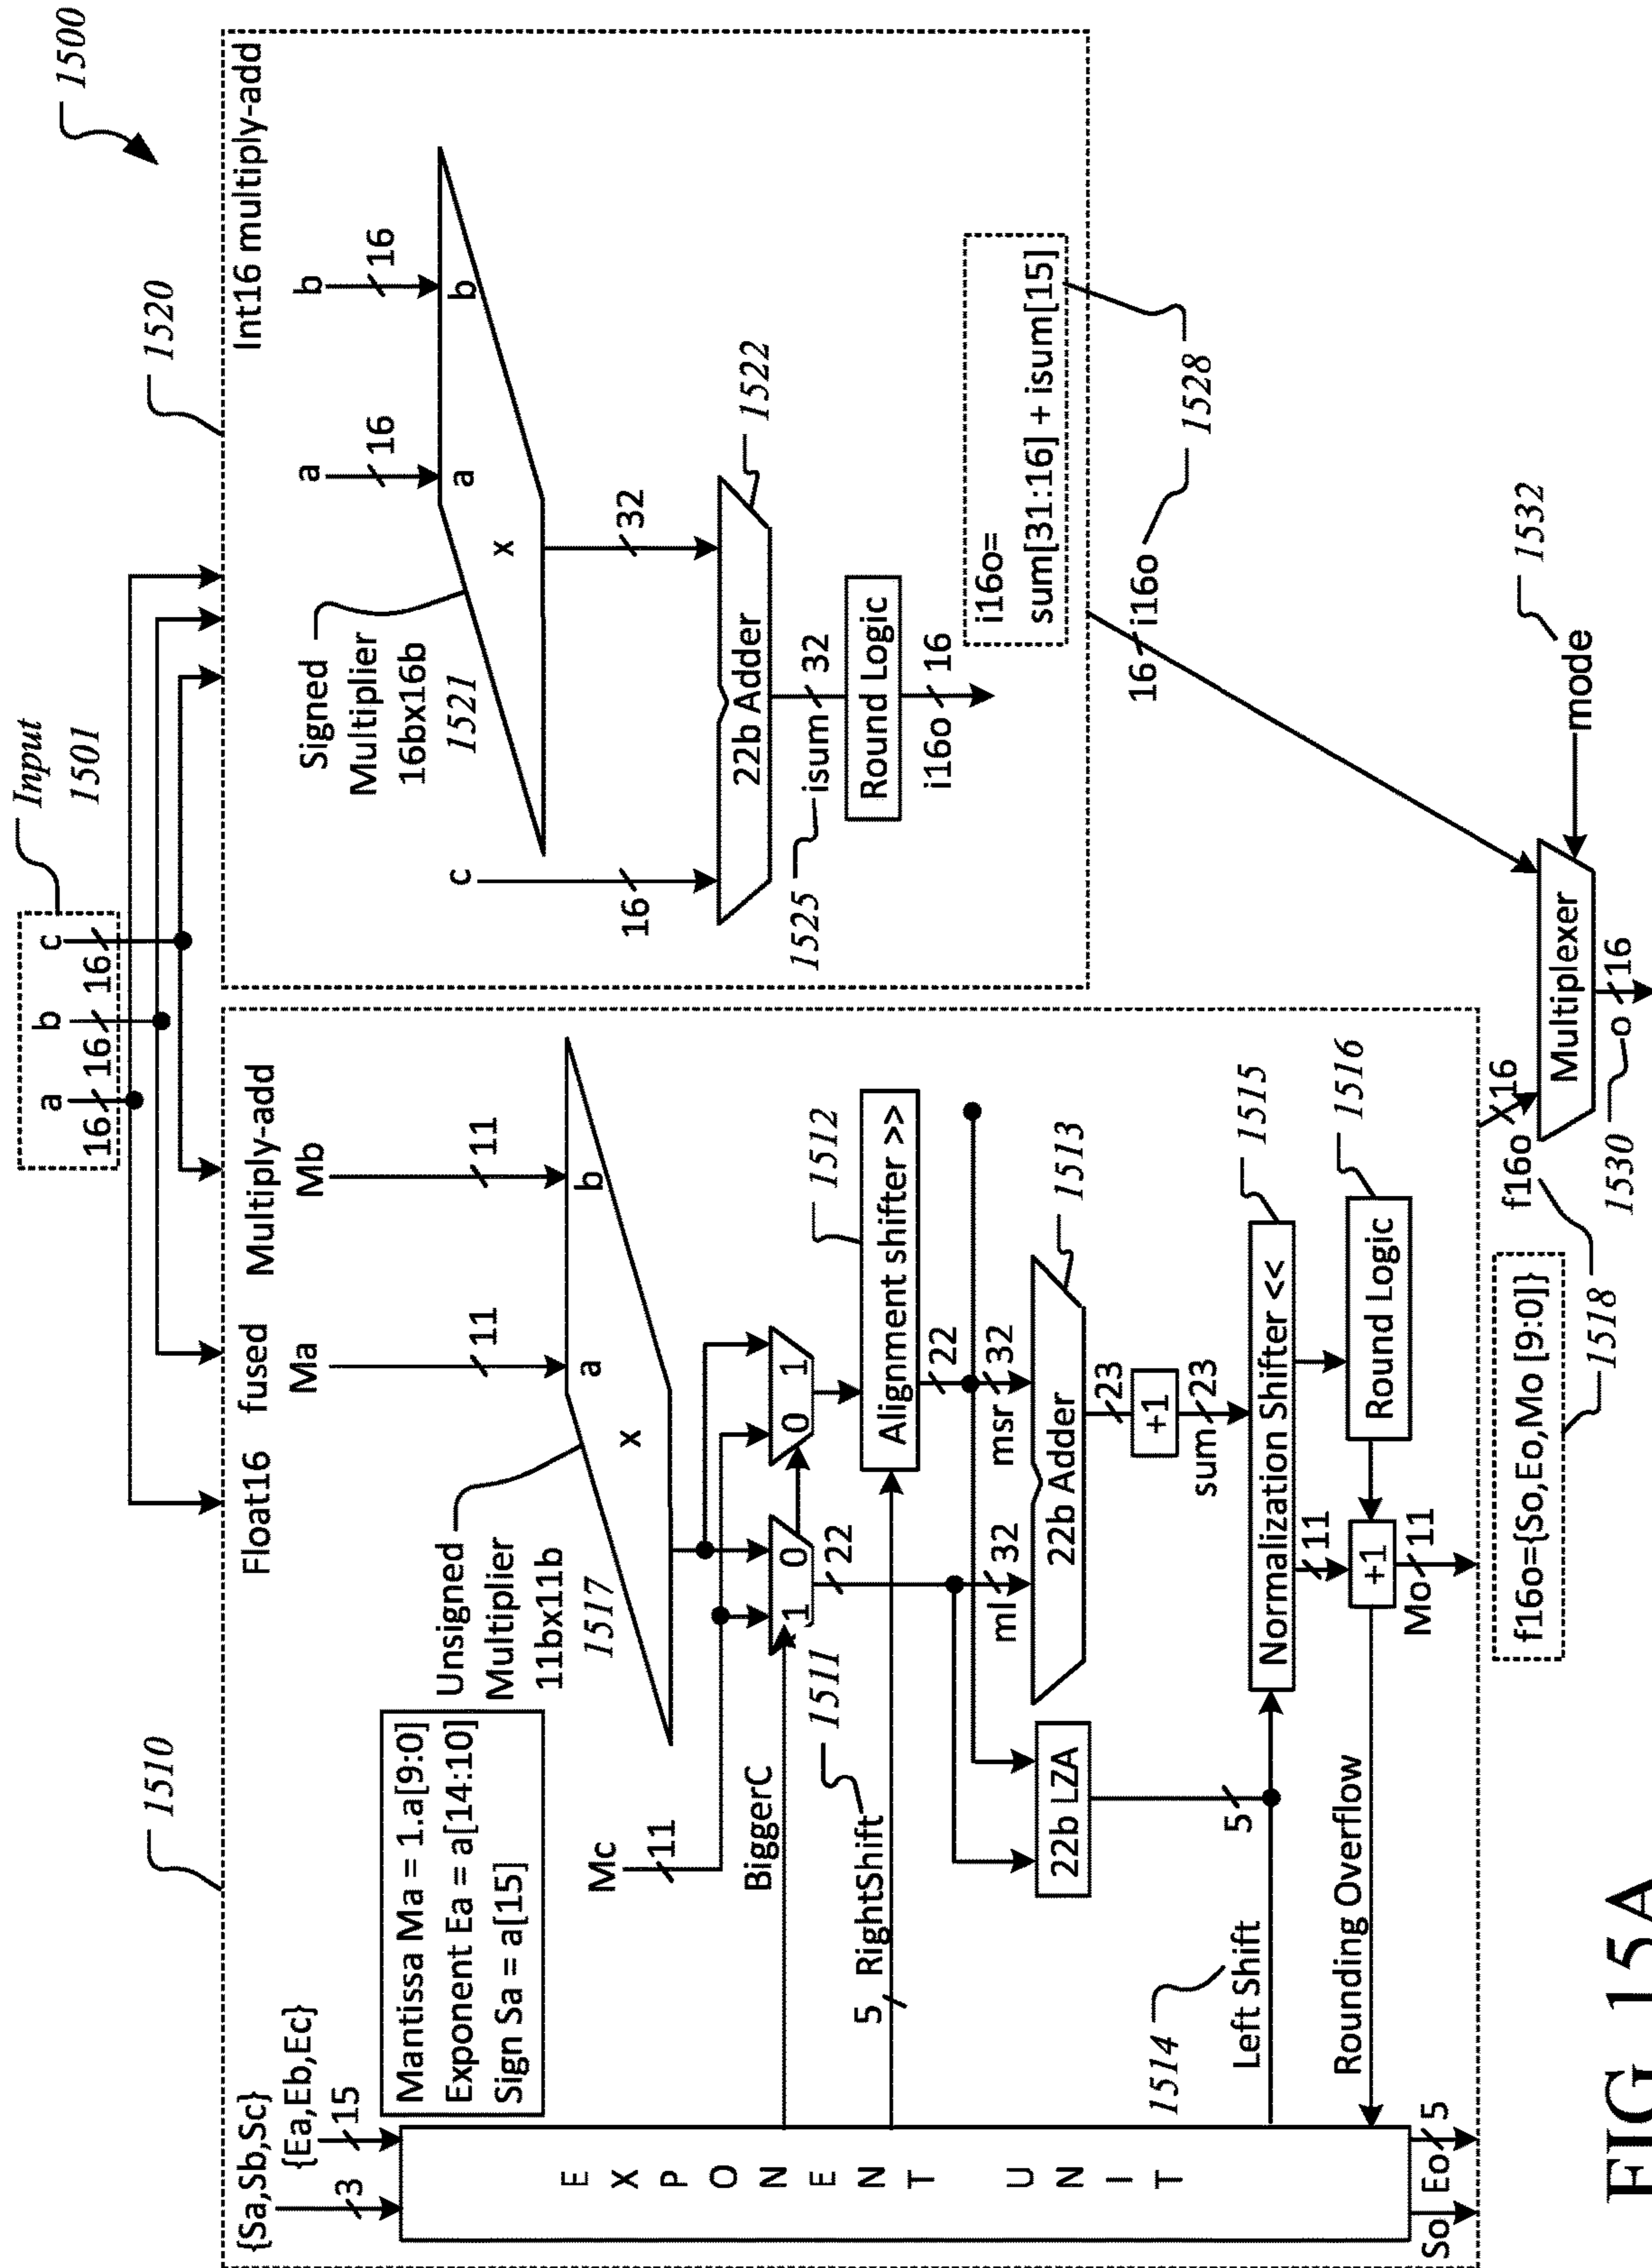 1500
Input
1501
a
b
c
16
16
16
1510
1520
Float16 fused Multiply-add
Int16 multiply-add
{Sa,Sb,Sc}
{Ea,Eb,Ec}
3
15
Mantissa Ma = 1.a[9:0]
Exponent Ea = a[14:10]
Sign Sa = a[15]
Ma
Mb
11
11
Unsigned
Multiplier
11bx11b
1517
a
b
x
Mc
11
BiggerC
1 0
0 1
1511
22
5 RightShift
Alignment shifter >>
1512
22
ml 32
msr 32
22b LZA
22b Adder
1513
23
+1
sum 23
5
1514
Left Shift
Normalization Shifter <<
1515
11
Round Logic
1516
+1
Rounding Overflow
Mo 11
EXPONENT UNIT
So
Eo 5
f16o={So,Eo,Mo [9:0]}
1518
f16o
16
Signed
Multiplier
16bx16b
1521
a
b
16
16
a
b
x
c
16
32
22b Adder
1522
1525
isum 32
Round Logic
i16o 16
i16o=
sum[31:16] + isum[15]
1528
16 i16o
mode
1532
Multiplexer
1530
o 16
FIG 15A